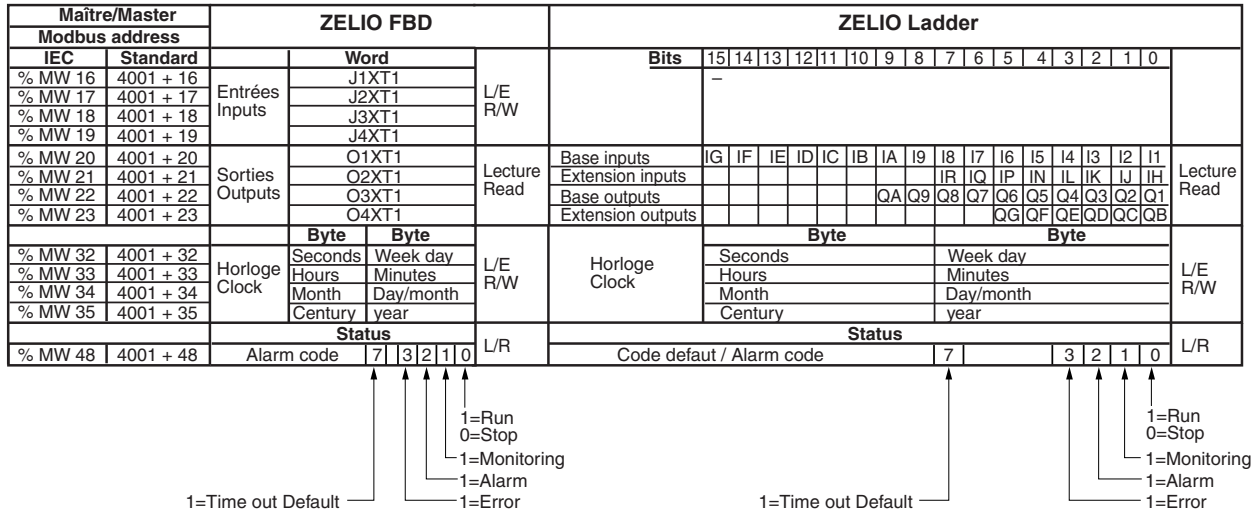 Maître/Master ZELIO FBD ZELIO Ladder
Modbus address
IEC Standard Word Bits 15 14 13 12 11 10 9 8 7 6 5 4 3 2 1 0
% MW 16 4001 + 16 Entrées Inputs J1XT1 L/E R/W –
% MW 17 4001 + 17 J2XT1
% MW 18 4001 + 18 J3XT1
% MW 19 4001 + 19 J4XT1
% MW 20 4001 + 20 Sorties Outputs O1XT1 Lecture Read Base inputs IG IF IE ID IC IB IA I9 I8 I7 I6 I5 I4 I3 I2 I1 Lecture Read
% MW 21 4001 + 21 O2XT1 Extension inputs IR IQ IP IN IL IK IJ IH
% MW 22 4001 + 22 O3XT1 Base outputs QA Q9 Q8 Q7 Q6 Q5 Q4 Q3 Q2 Q1
% MW 23 4001 + 23 O4XT1 Extension outputs QG QF QE QD QC QB
Byte Byte Byte Byte
% MW 32 4001 + 32 Horloge Clock Seconds Week day L/E R/W Horloge Clock Seconds Week day L/E R/W
% MW 33 4001 + 33 Hours Minutes Hours Minutes
% MW 34 4001 + 34 Month Day/month Month Day/month
% MW 35 4001 + 35 Century year Century year
Status L/R Status L/R
% MW 48 4001 + 48 Alarm code 7 3 2 1 0 Code defaut / Alarm code 7 3 2 1 0
1=Run 1=Run
0=Stop 0=Stop
1=Monitoring 1=Monitoring
1=Alarm 1=Alarm
1=Time out Default 1=Error 1=Time out Default 1=Error